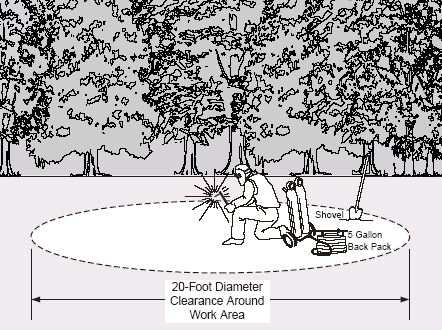 Shovel
5 Gallon
Back Pack
20-Foot Diameter
Clearance Around
Work Area